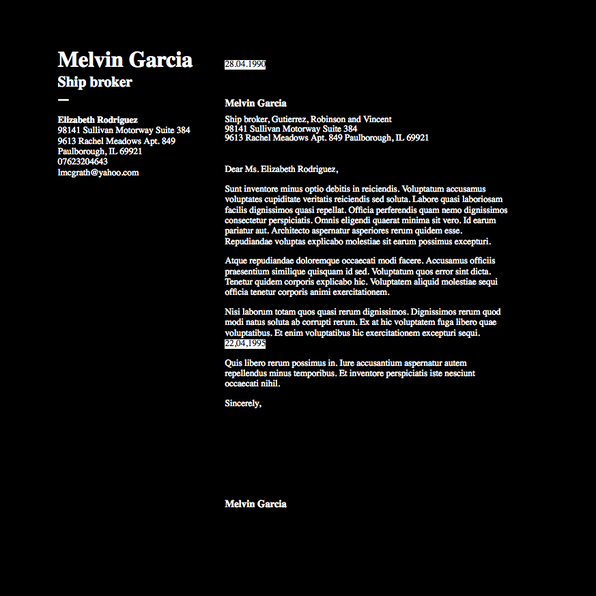 Melvin Garcia
Ship broker
—
Elizabeth Rodriguez
98141 Sullivan Motorway Suite 384
9613 Rachel Meadows Apt. 849
Paulborough, IL 69921
07623204643
lmcgrath@yahoo.com
28.04.1990
Melvin Garcia
Ship broker, Gutierrez, Robinson and Vincent
98141 Sullivan Motorway Suite 384
9613 Rachel Meadows Apt. 849 Paulborough, IL 69921
Dear Ms. Elizabeth Rodriguez,
Sunt inventore minus optio debitis in reiciendis. Voluptatum accusamus
voluptates cupiditate veritatis reiciendis sed soluta. Labore quasi laboriosam
facilis dignissimos quasi repellat. Officia perferendis quam nemo dignissimos
consectetur perspiciatis. Omnis eligendi quaerat minima sit vero. Id earum
pariatur aut. Architecto aspernatur asperiores rerum quidem esse.
Repudiandae voluptas explicabo molestiae sit earum possimus excepturi.
Atque repudiandae doloremque occaecati modi facere. Accusamus officiis
praesentium similique quisquam id sed. Voluptatum quos error sint dicta.
Tenetur quidem corporis explicabo hic. Voluptatem aliquid molestiae sequi
officia tenetur corporis animi exercitationem.
Nisi laborum totam quos quasi rerum dignissimos. Dignissimos rerum quod
modi natus soluta ab corrupti rerum. Ex at hic voluptatem fuga libero quae
voluptatibus. Et enim voluptatibus hic exercitationem excepturi sequi.
22.04.1995
Quis libero rerum possimus in. Iure accusantium aspernatur autem
repellendus minus temporibus. Et inventore perspiciatis iste nesciunt
occaecati nihil.
Sincerely,
Melvin Garcia